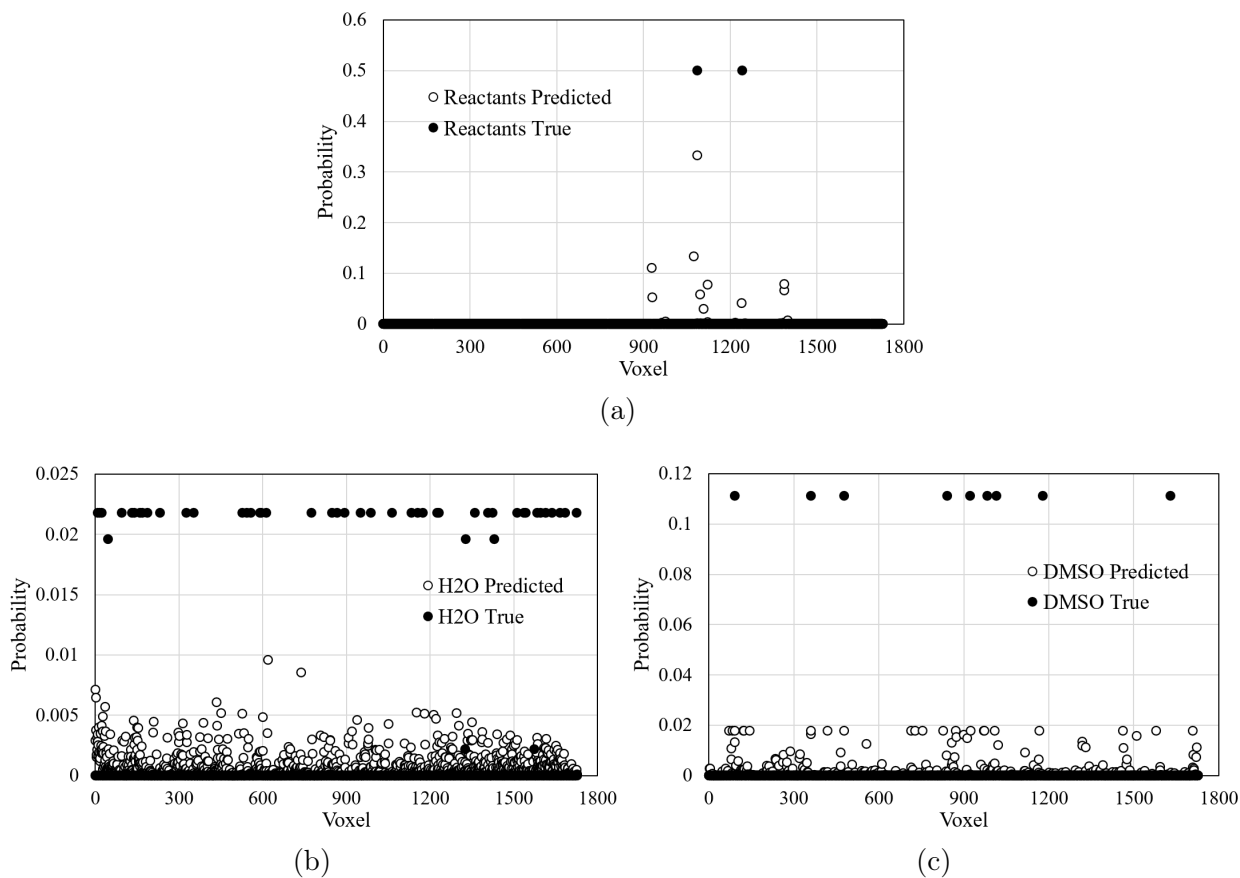 0.6
0.5
0.4
0.3
0.2
0.1
0
Probability
Reactants Predicted
Reactants True
0 300 600 900 1200 1500 1800
Voxel
(a)
0.025
0.02
0.015
0.01
0.005
0
Probability
H2O Predicted
H2O True
0 300 600 900 1200 1500 1800
Voxel
(b)
0.12
0.1
0.08
0.06
0.04
0.02
0
Probability
DMSO Predicted
DMSO True
0 300 600 900 1200 1500 1800
Voxel
(c)